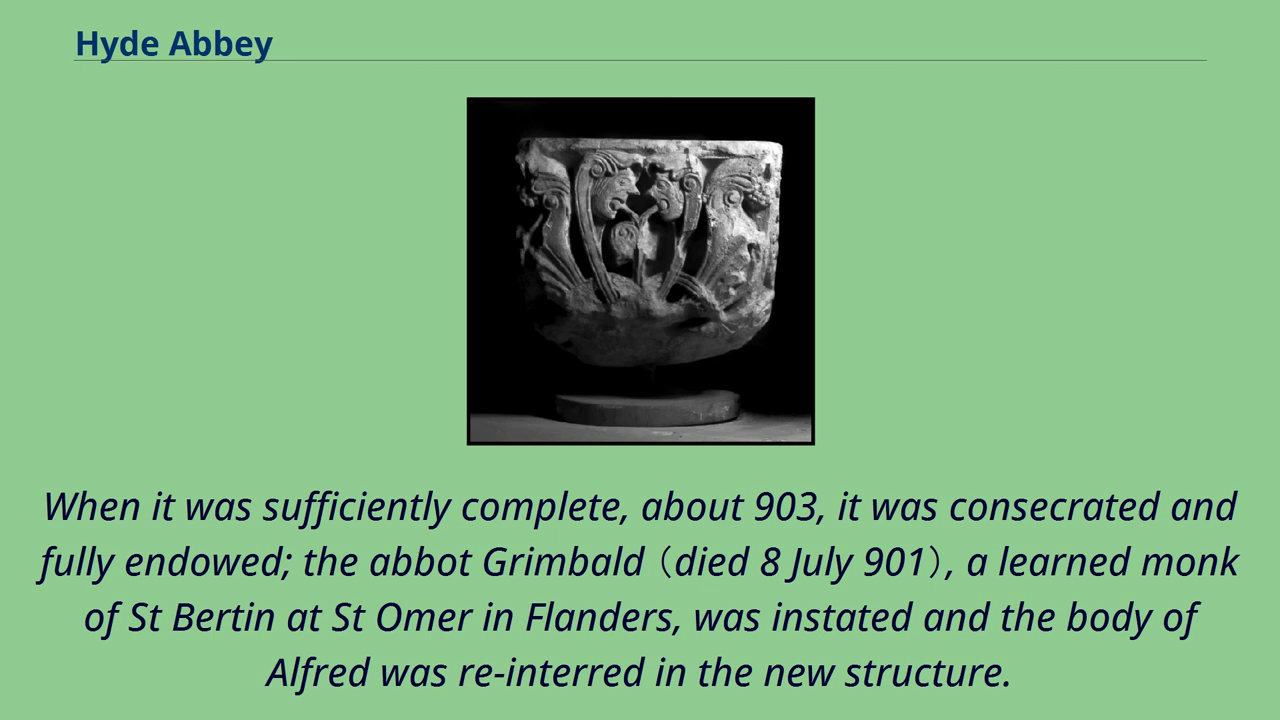 Hyde Abbey
When it was sufficiently complete, about 903, it was consecrated and
fully endowed; the abbot Grimbald（died 8 July 901）, a learned monk
of St Bertin at St Omer in Flanders, was instated and the body of
Alfred was re-interred in the new structure.